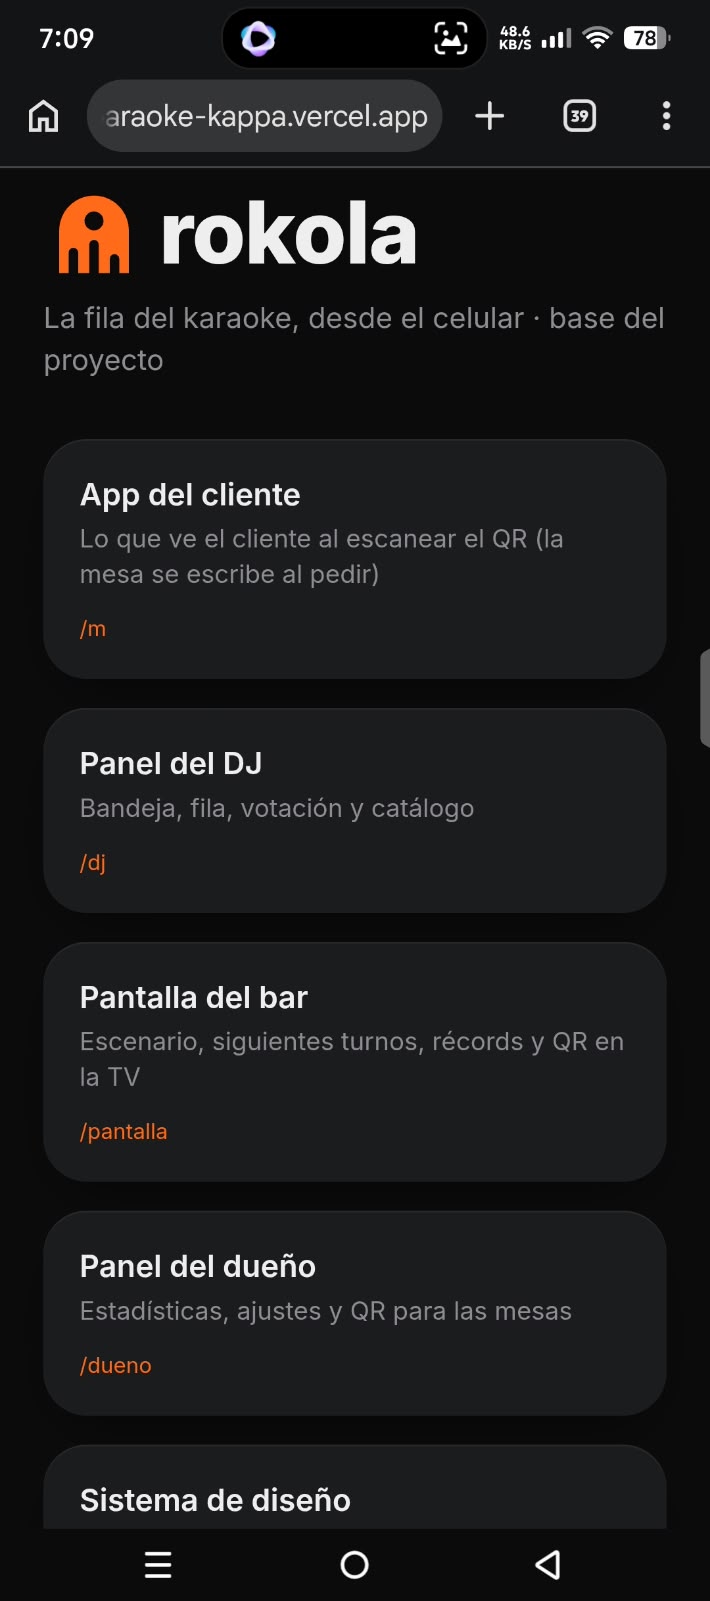 7:09
48.6
KB/S
78
araoke-kappa.vercel.app
39
rokola
La fila del karaoke, desde el celular · base del
proyecto
App del cliente
Lo que ve el cliente al escanear el QR (la
mesa se escribe al pedir)
/m
Panel del DJ
Bandeja, fila, votación y catálogo
/dj
Pantalla del bar
Escenario, siguientes turnos, récords y QR en
la TV
/pantalla
Panel del dueño
Estadísticas, ajustes y QR para las mesas
/dueno
Sistema de diseño